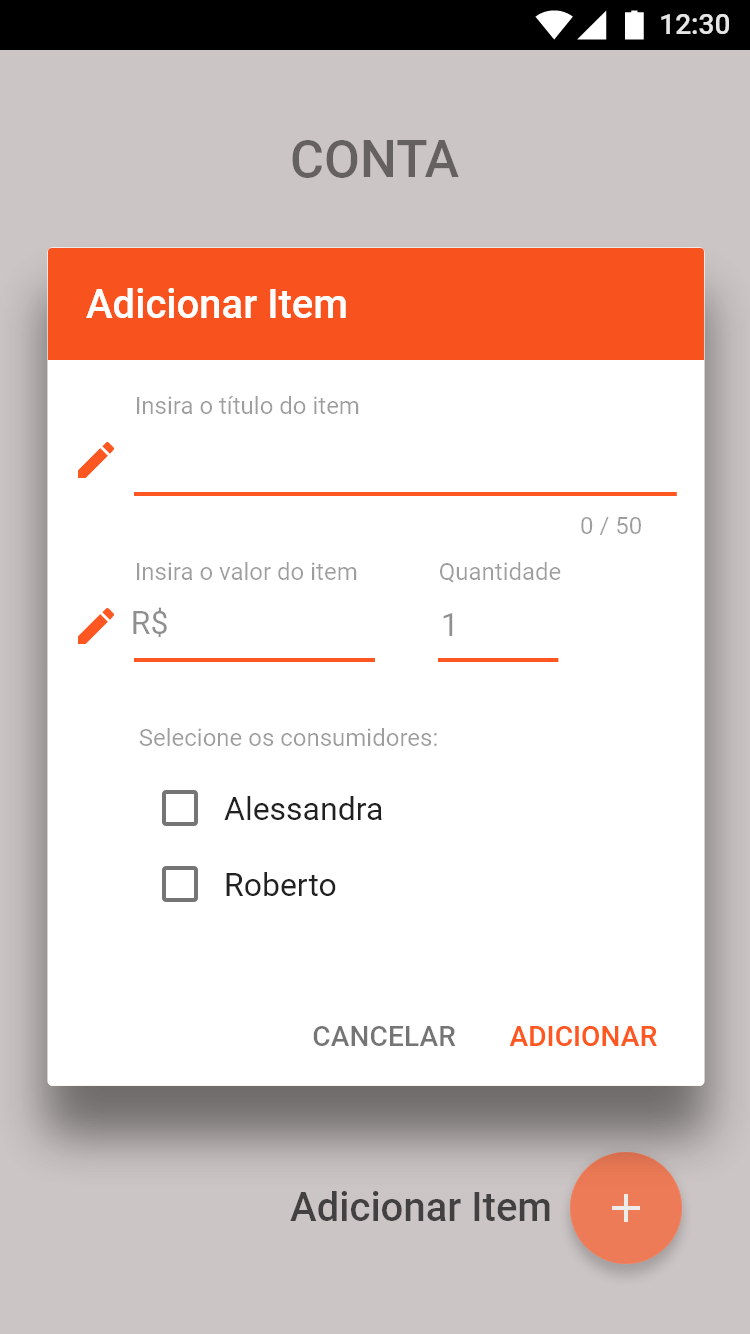 12:30
CONTA
Adicionar Item
Insira o título do item
0 / 50
Insira o valor do item Quantidade
R$ 1
Selecione os consumidores:
Alessandra
Roberto
CANCELAR ADICIONAR
Adicionar Item +